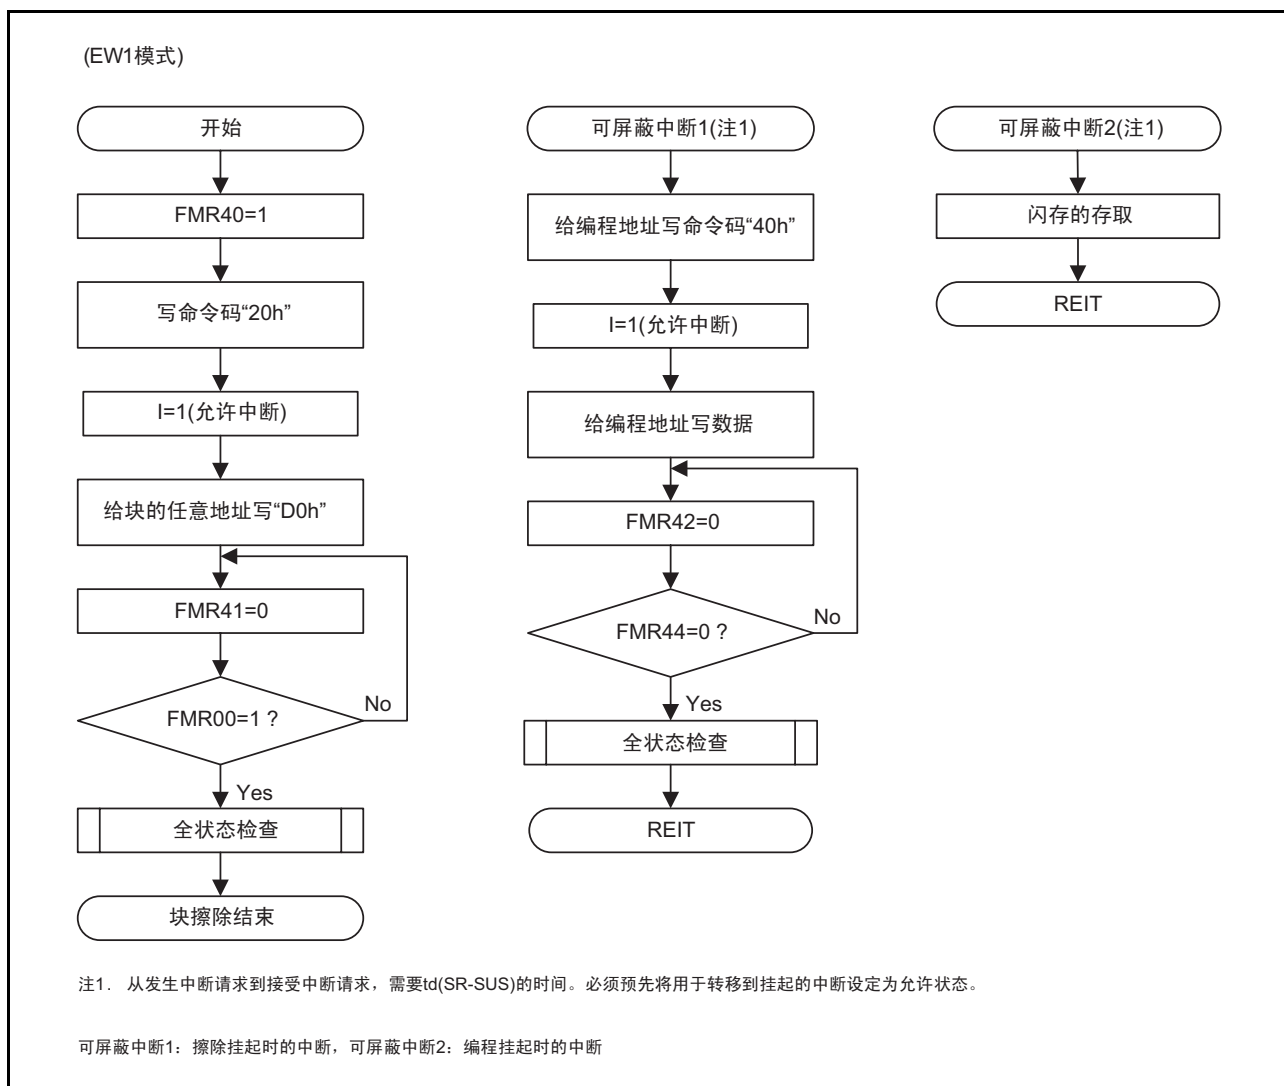 (EW1模式)
开始
FMR40=1
写命令码“20h”
I=1(允许中断)
给块的任意地址写“D0h”
FMR41=0
FMR00=1 ?
No
Yes
全状态检查
块擦除结束
可屏蔽中断1(注1)
给编程地址写命令码“40h”
I=1(允许中断)
给编程地址写数据
FMR42=0
FMR44=0 ?
No
Yes
全状态检查
REIT
可屏蔽中断2(注1)
闪存的存取
REIT
注1. 从发生中断请求到接受中断请求，需要td(SR-SUS)的时间。必须预先将用于转移到挂起的中断设定为允许状态。
可屏蔽中断1：擦除挂起时的中断，可屏蔽中断2：编程挂起时的中断